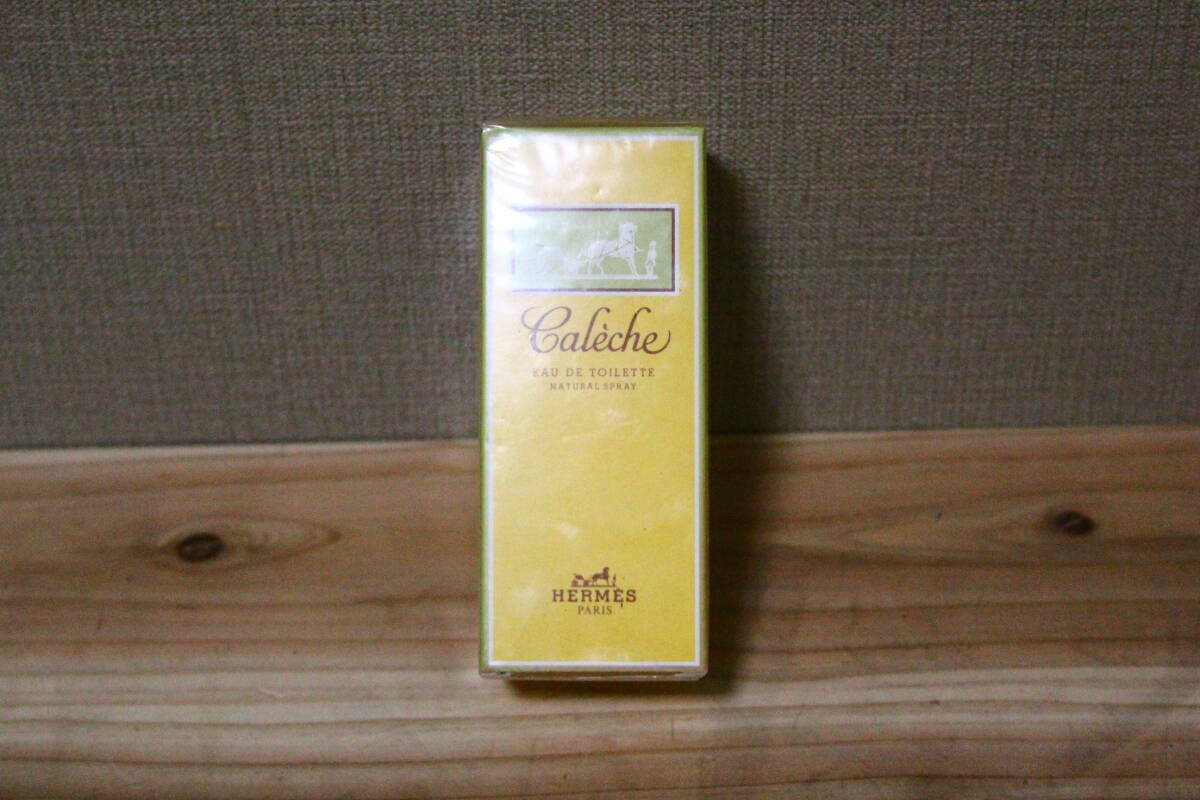 Calèche
EAU DE TOILETTE
NATURAL SPRAY
HERMÈS
PARIS